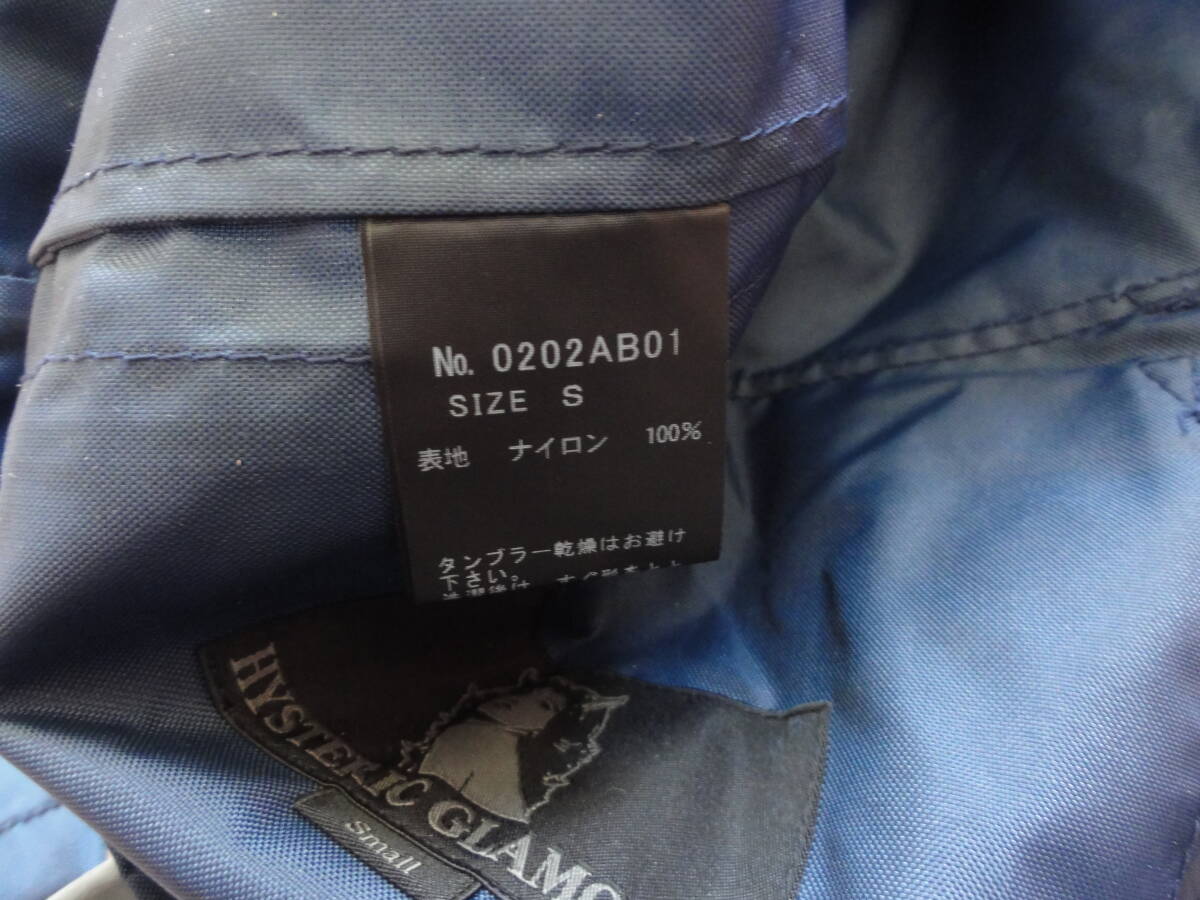 №. 0202AB01
SIZE S
表地 ナイロン 100%
タンブラー乾燥はお避け
下さい。
HYSTERIC GLAMO
Small